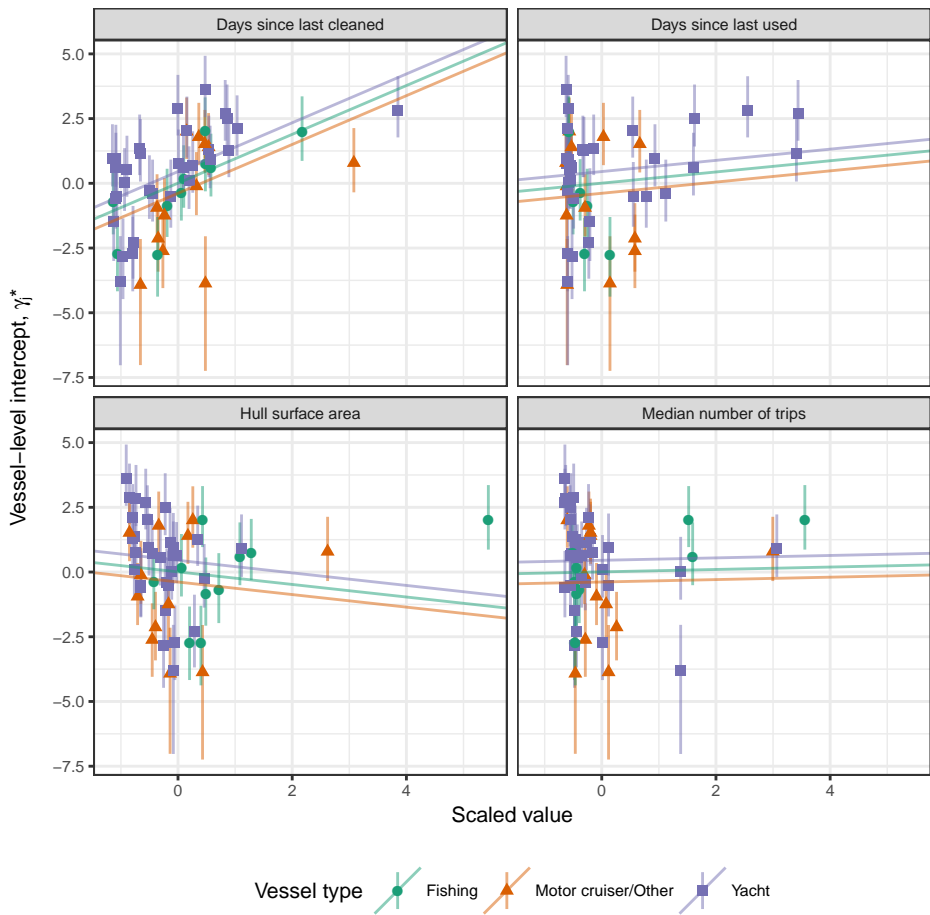 Days since last cleaned
Days since last used
5.0
2.5
0.0
−2.5
−5.0
−7.5
Hull surface area
Median number of trips
5.0
2.5
0.0
−2.5
−5.0
−7.5
0
2
4
0
2
4
Vessel−level intercept, γj*
Scaled value
Vessel type
Fishing
Motor cruiser/Other
Yacht